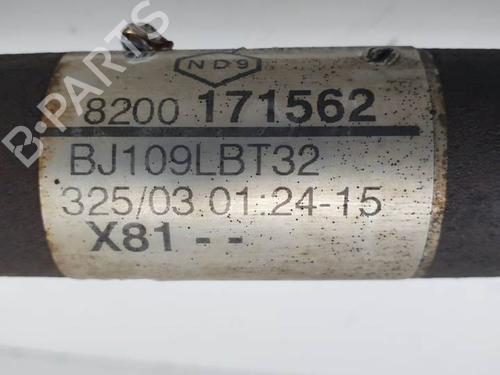 ND9
8200 171562
BJ109LBT32
325/03 01:24-15
X81 - -
B-PARTS